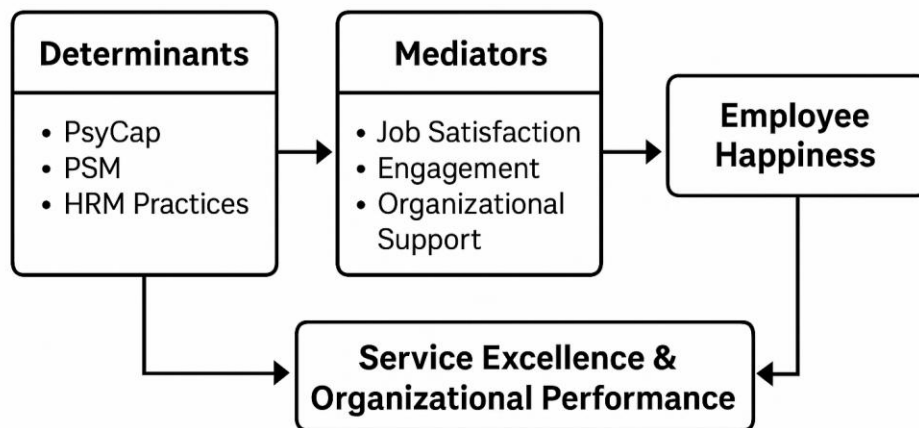 Determinants
• PsyCap
• PSM
• HRM Practices
Mediators
• Job Satisfaction
• Engagement
• Organizational
Support
Employee
Happiness
Service Excellence &
Organizational Performance